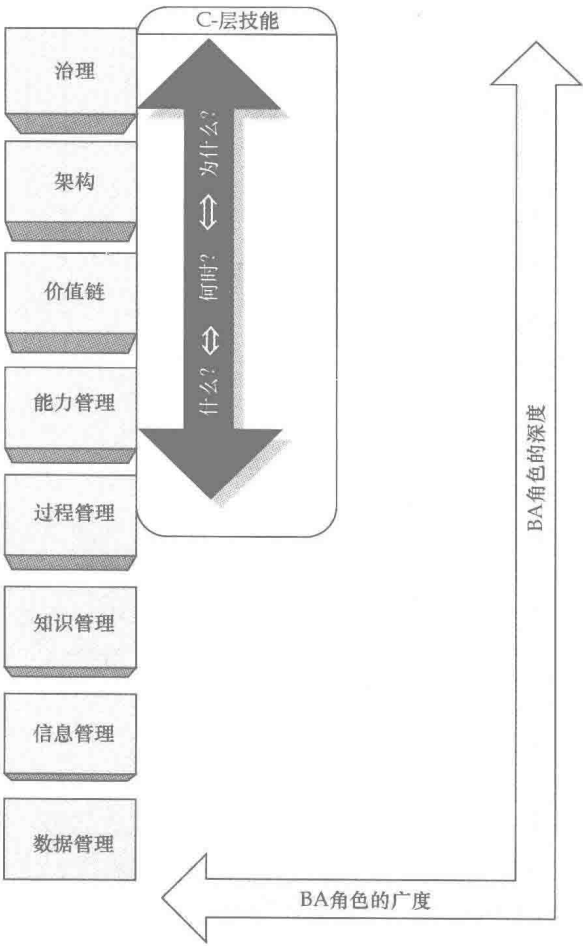 C-层技能
治理
架构
价值链
能力管理
过程管理
知识管理
信息管理
数据管理
什么? ⇔ 何时? ⇔ 为什么?
BA角色的深度
BA角色的广度